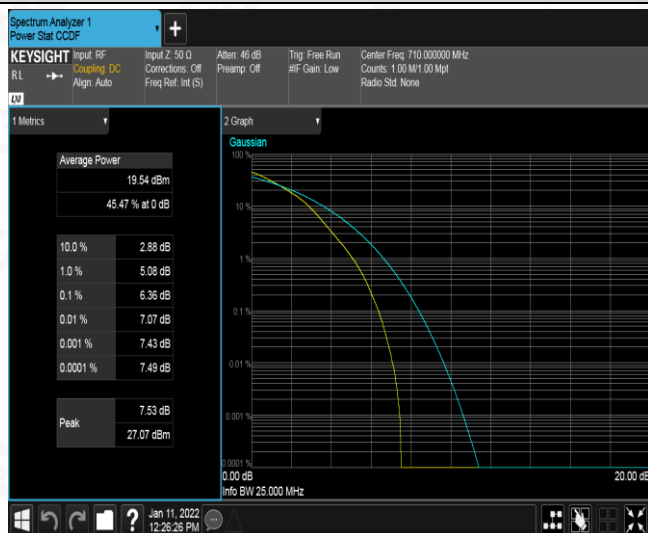 Spectrum Analyzer 1
Power Stat CCDF
+
KEYSIGHT
RL
LXI
Input: RF
Coupling: DC
Align: Auto
Input Z: 50 Ω
Corrections: Off
Freq Ref: Int (S)
Atten: 46 dB
Preamp: Off
Trig: Free Run
#IF Gain: Low
Center Freq: 710.000000 MHz
Counts: 1.00 M/1.00 Mpt
Radio Std: None
1 Metrics
Average Power
19.54 dBm
45.47 % at 0 dB
10.0 % 2.88 dB
1.0 % 5.08 dB
0.1 % 6.36 dB
0.01 % 7.07 dB
0.001 % 7.43 dB
0.0001 % 7.49 dB
Peak
7.53 dB
27.07 dBm
2 Graph
Gaussian
100 %
10 %
1 %
0.1 %
0.01 %
0.001 %
0.0001 %
0.00 dB 20.00 dB
Info BW 25.000 MHz
?
Jan 11, 2022
12:26:26 PM